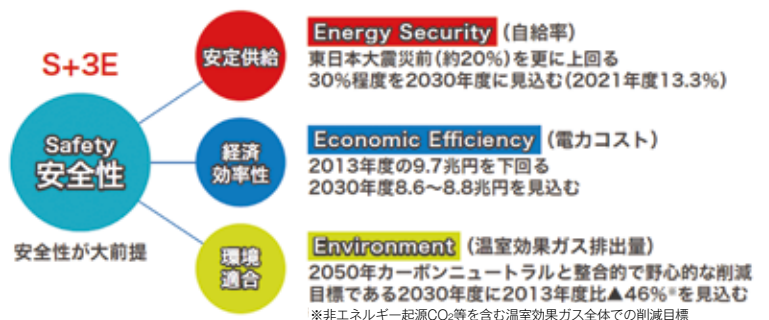 S+3E
Safety
安全性
安全性が大前提
安定供給
Energy Security (自給率)
東日本大震災前(約20%)を更に上回る
30%程度を2030年度に見込む(2021年度13.3%)
経済
効率性
Economic Efficiency (電力コスト)
2013年度の9.7兆円を下回る
2030年度8.6～8.8兆円を見込む
環境
適合
Environment (温室効果ガス排出量)
2050年カーボンニュートラルと整合的で野心的な削減
目標である2030年度に2013年度比▲46%※を見込む
※非エネルギー起源CO₂等を含む温室効果ガス全体での削減目標